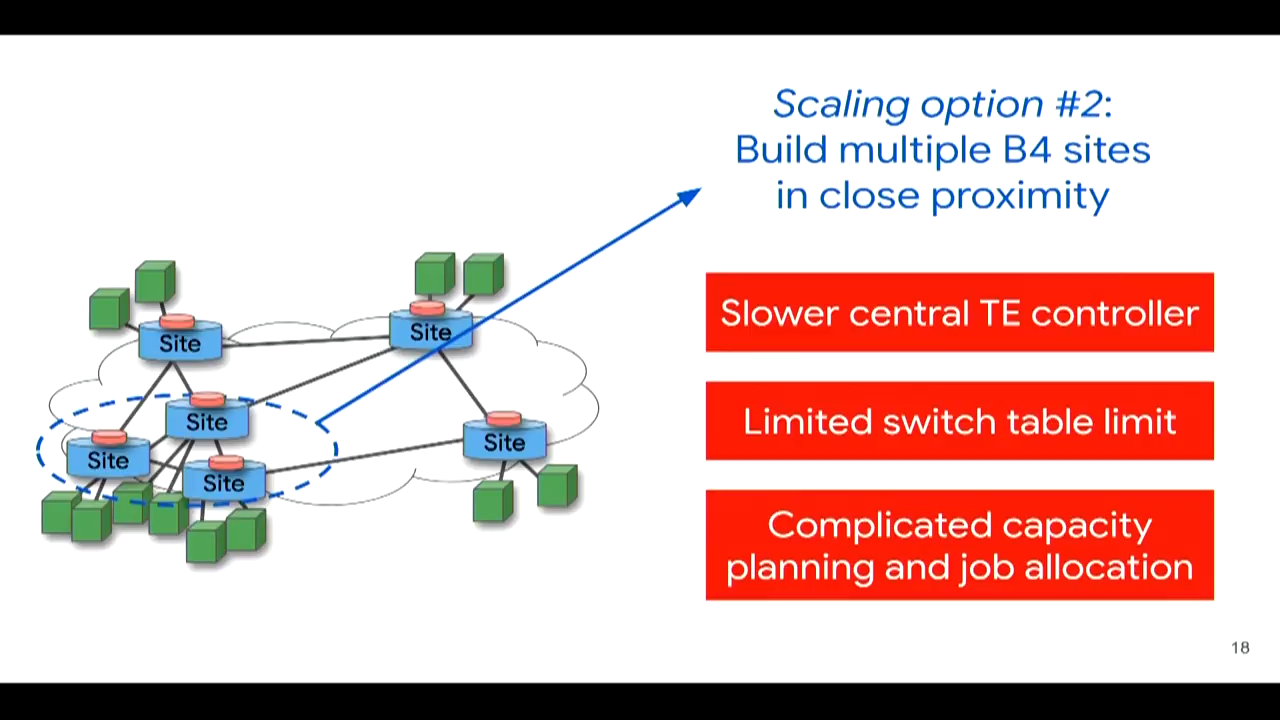 Scaling option #2:
Build multiple B4 sites
in close proximity
Slower central TE controller
Limited switch table limit
Complicated capacity
planning and job allocation
Site
Site
Site
Site
Site
Site
18